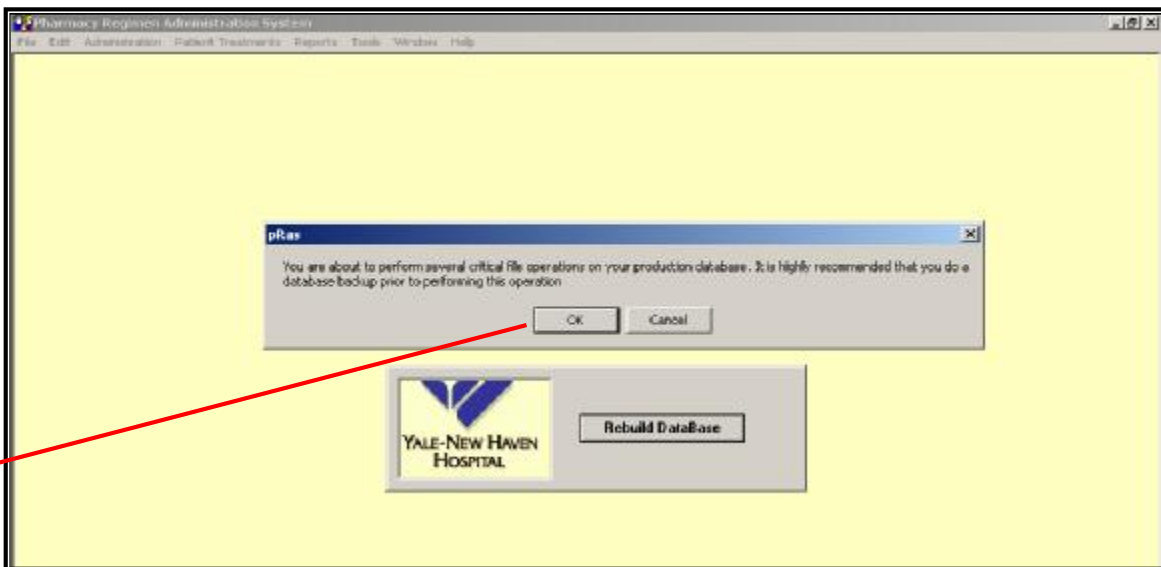 Pharmacy Regimen Administration System
File Edit Administration Patient Treatments Reports Tools Window Help
pRas
You are about to perform several critical file operations on your production database. It is highly recommended that you do a
database backup prior to performing this operation
OK Cancel
YALE-NEW HAVEN
HOSPITAL
Rebuild DataBase